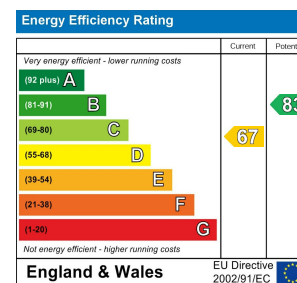 Energy Efficiency Rating
Current Potent
Very energy efficient - lower running costs
(92 plus) A
(81-91) B 83
(69-80) C
67
(55-68) D
(39-54) E
(21-38) F
(1-20) G
Not energy efficient - higher running costs
England & Wales
EU Directive
2002/91/EC